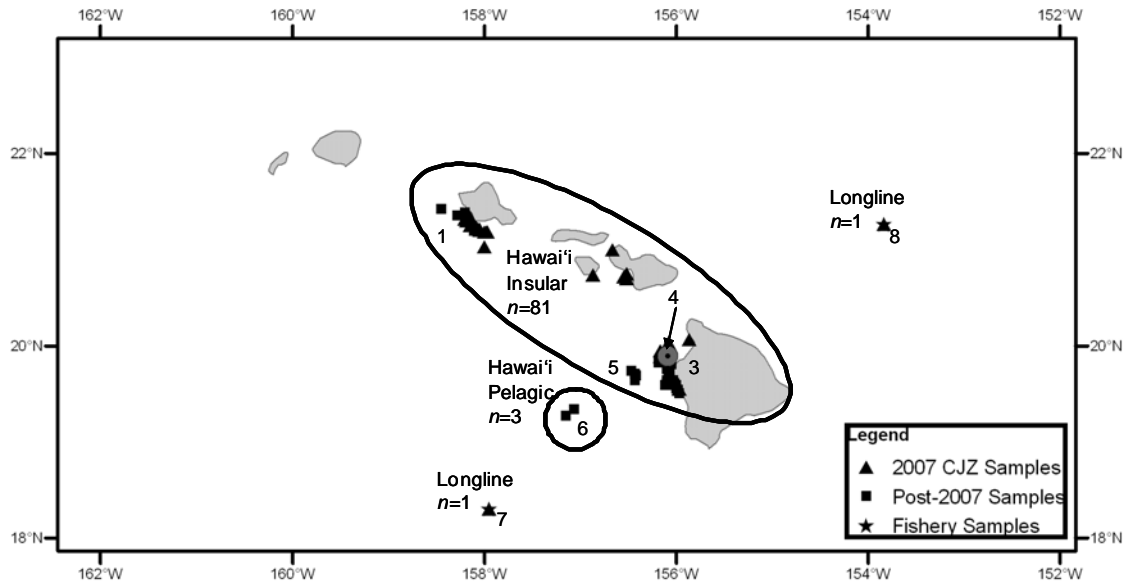 162°W 160°W 158°W 156°W 154°W 152°W
22°N 22°N
Longline
n=1
8
1
Hawai‘i
Insular
n=81
4
20°N 20°N
3
5
Hawai‘i
Pelagic
n=3
6
Legend
2007 CJZ Samples
Post-2007 Samples
Fishery Samples
Longline
n=1
7
18°N 18°N
162°W 160°W 158°W 156°W 154°W 152°W